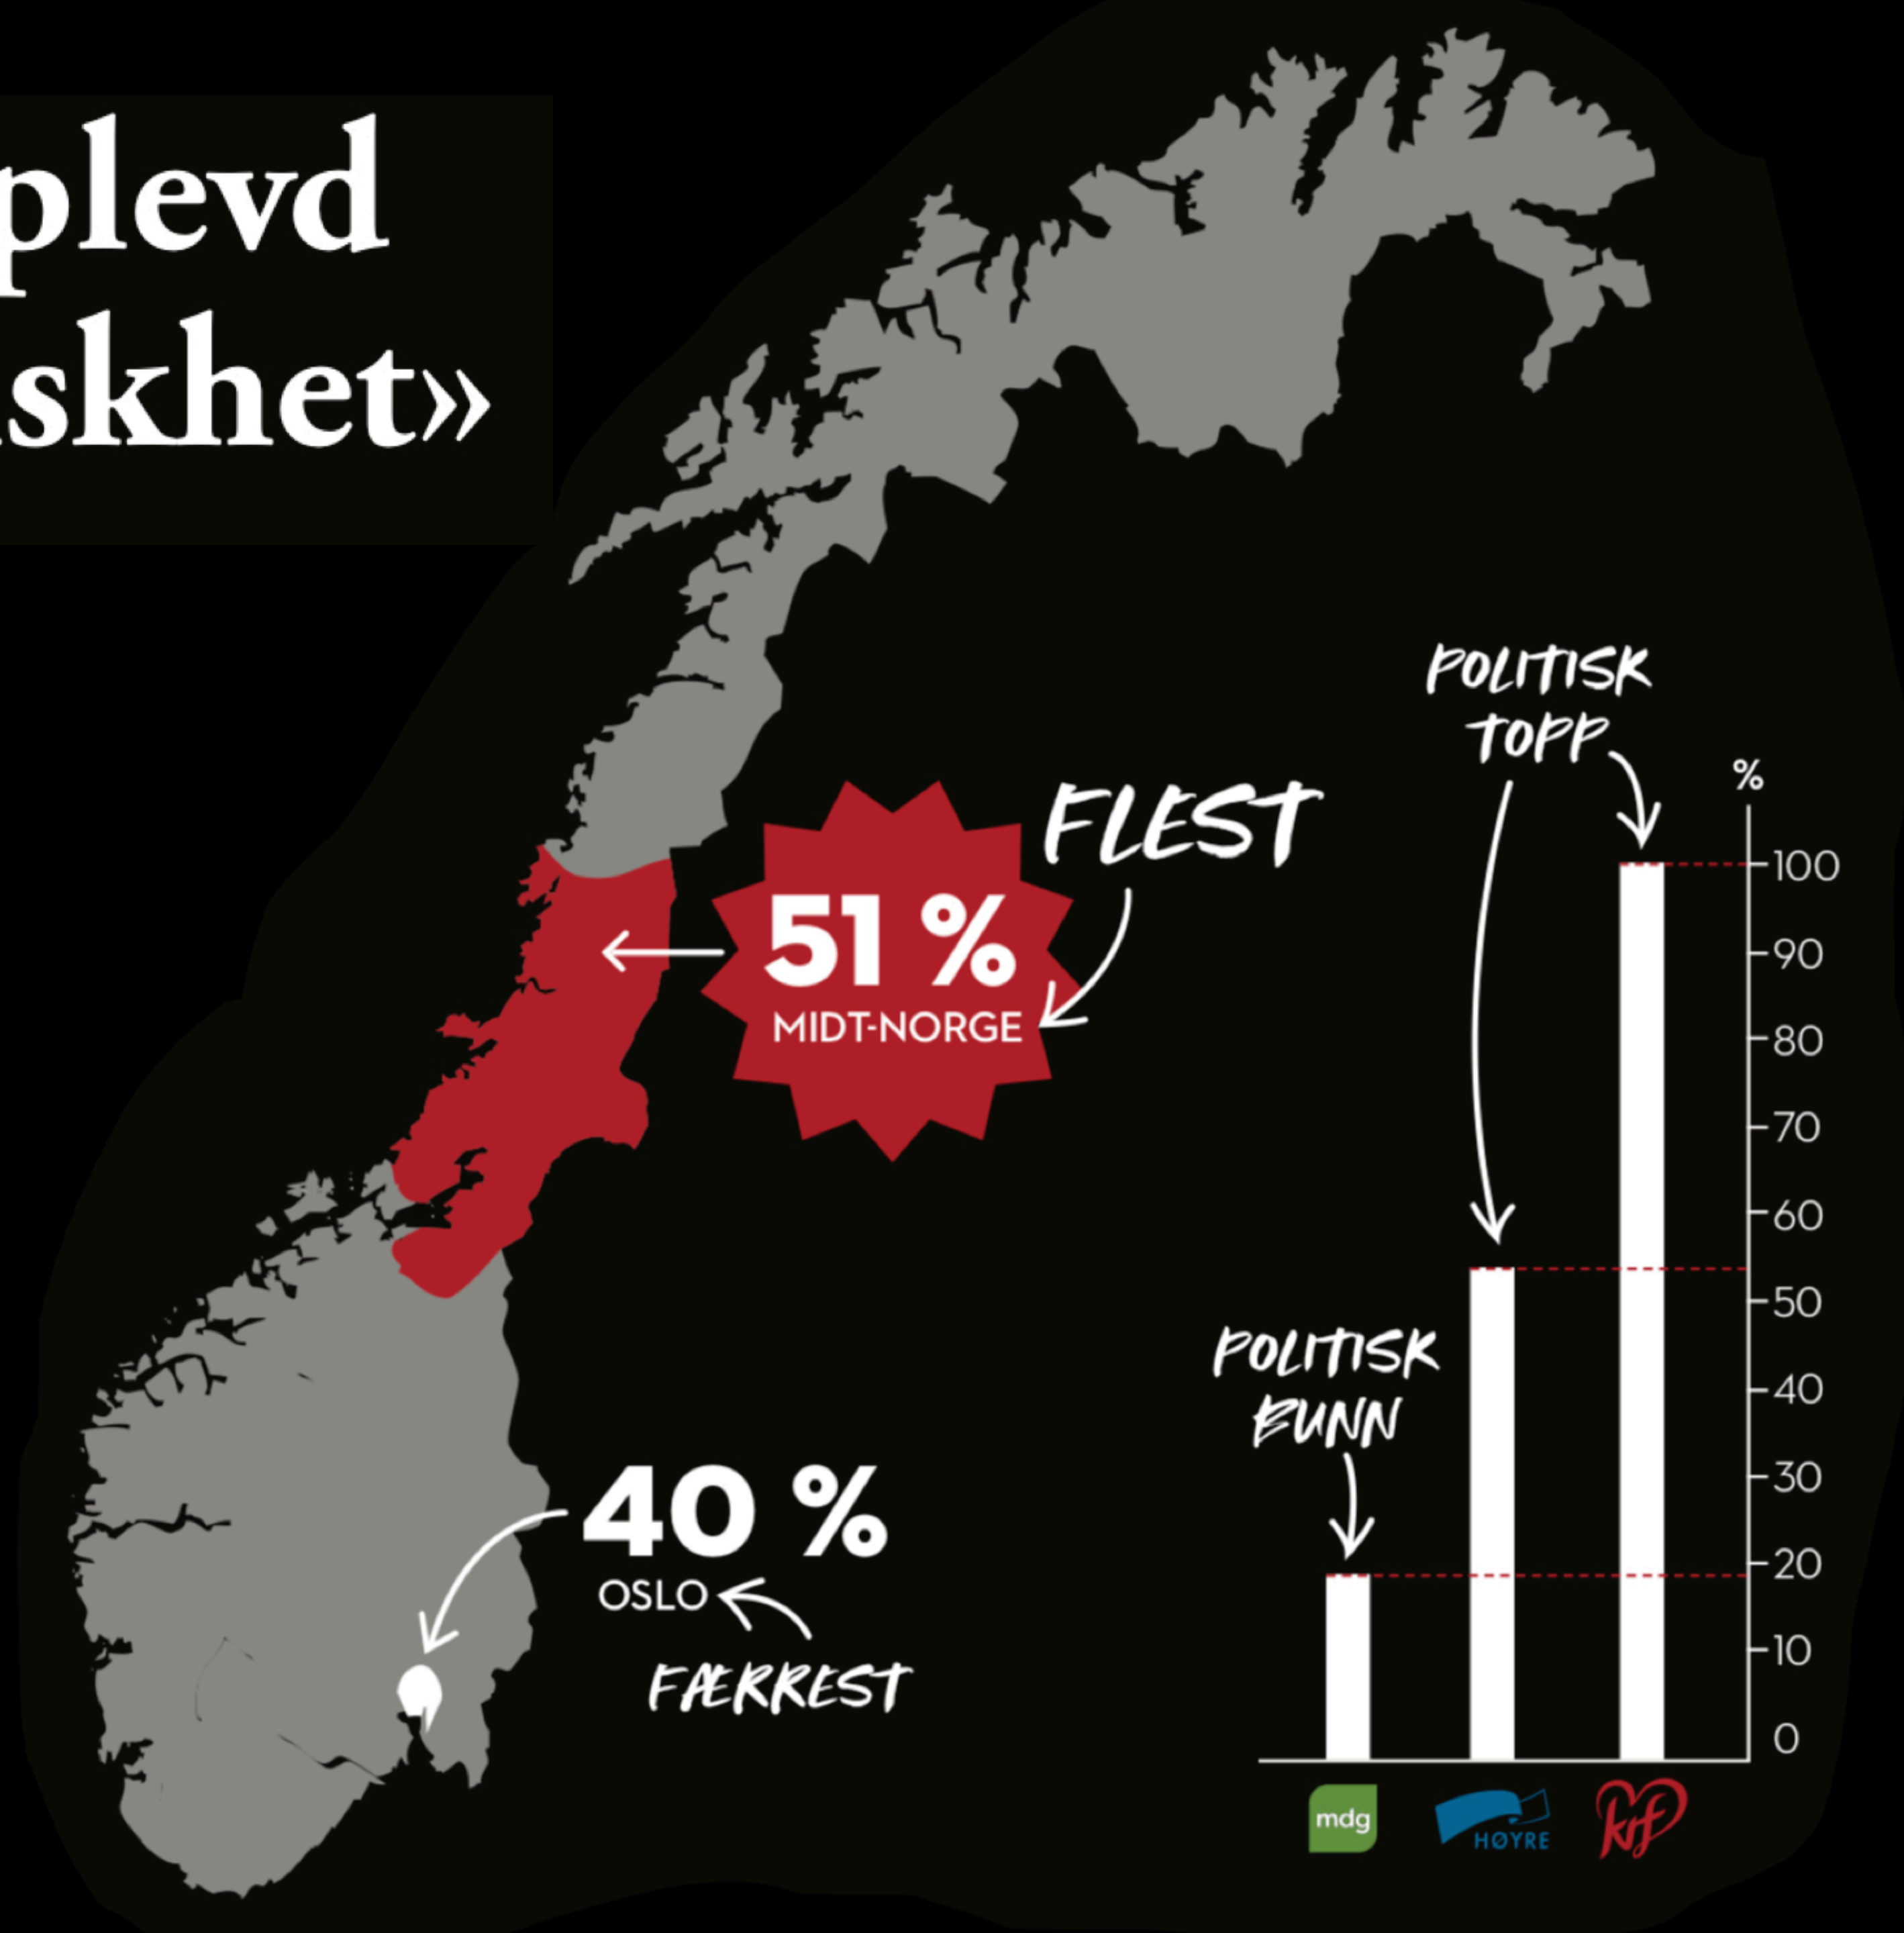 plevd
skhet»
POLITISK
TOPP
%
FLEST
51 %
MIDT-NORGE
100
90
80
70
60
50
40
30
20
10
0
POLITISK
BUNN
40 %
OSLO
FÆRREST
mdg
HØYRE
krf